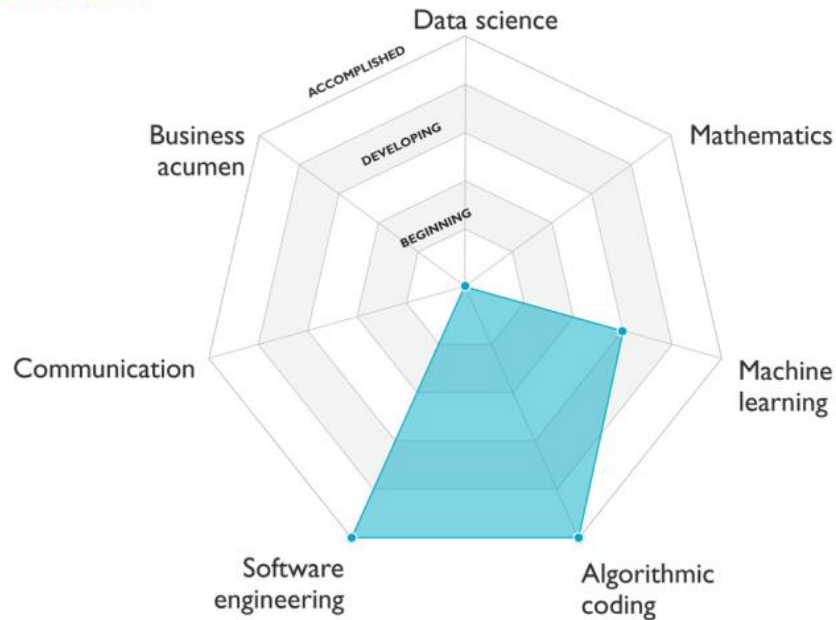 Data science
ACCOMPLISHED
Business
acumen
DEVELOPING
Mathematics
BEGINNING
Communication
Machine
learning
Software
engineering
Algorithmic
coding